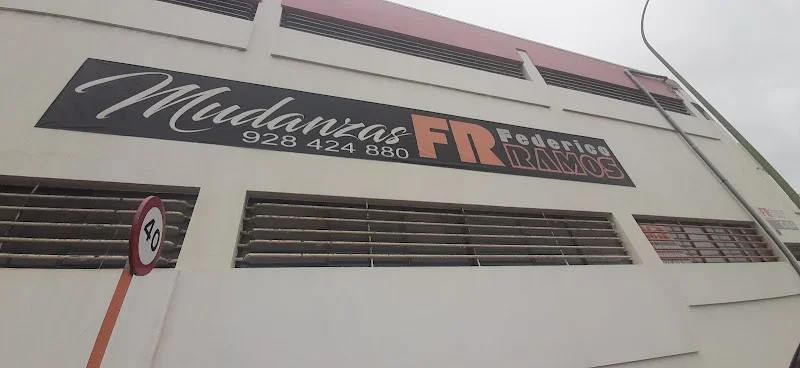 Mudanzas
928 424 880
FR
Federico
RAMOS
40